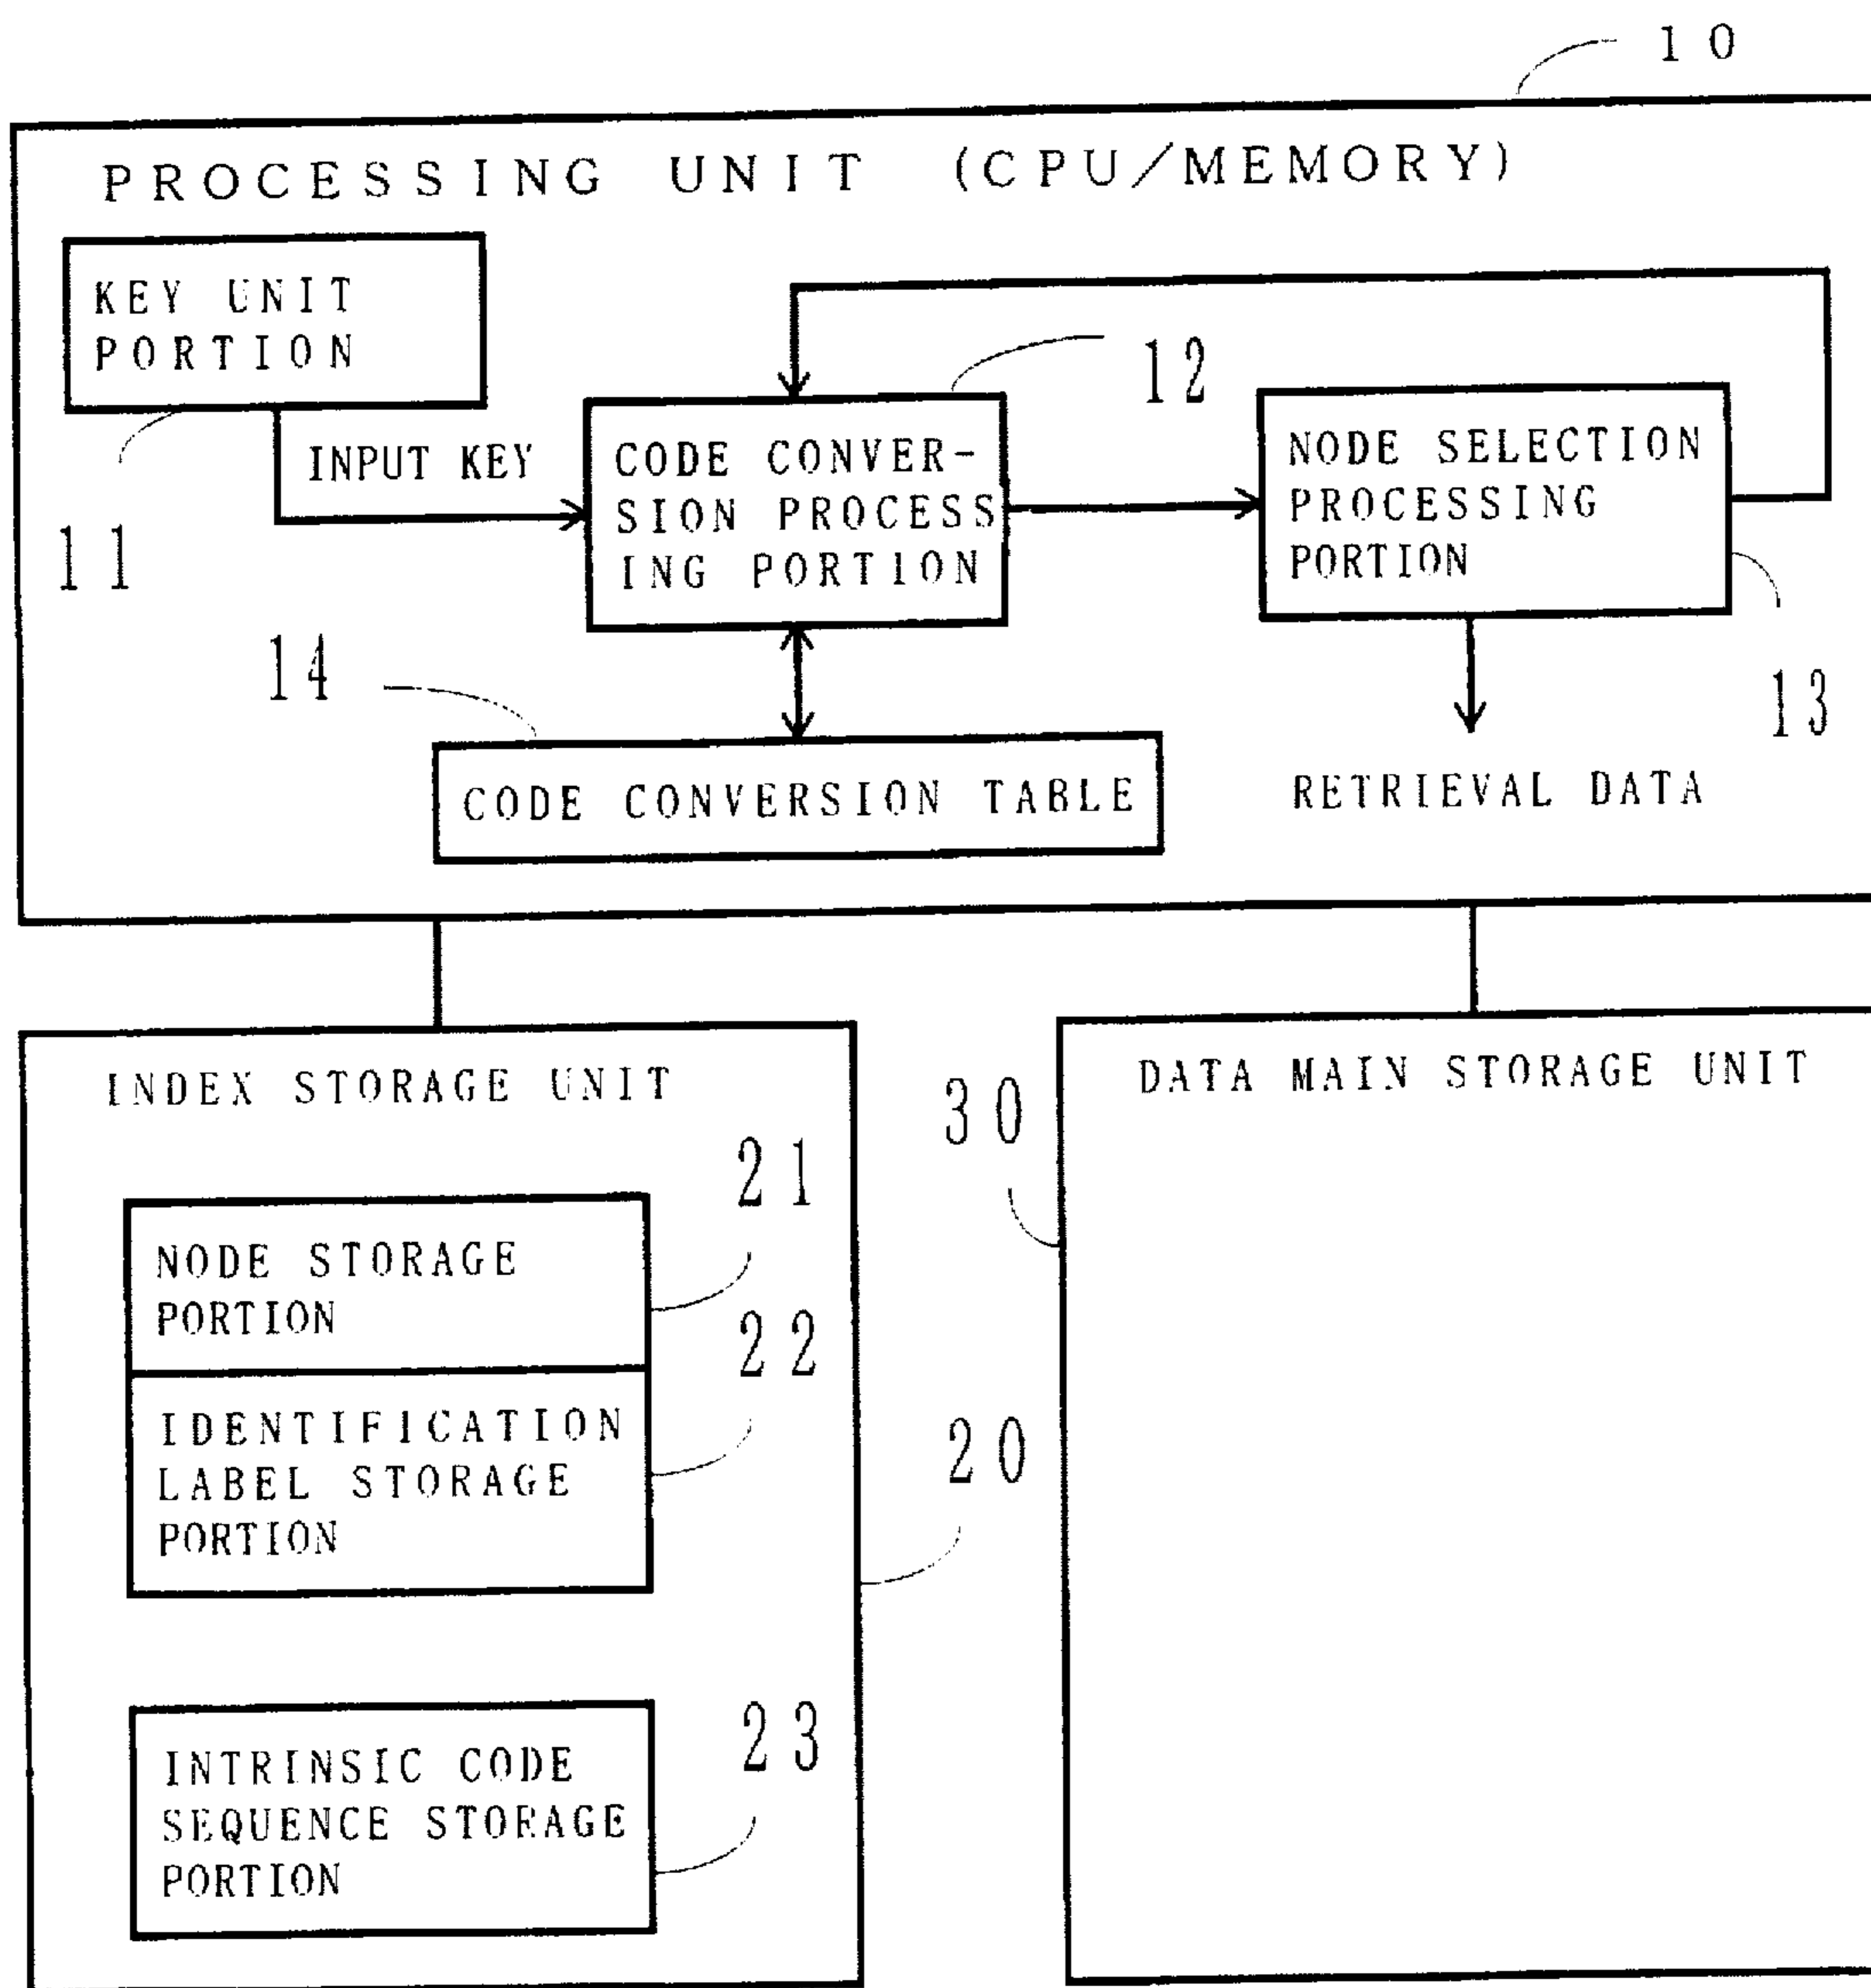 10
PROCESSING UNIT (CPU/MEMORY)
KEY UNIT
PORTION
11
INPUT KEY
12
CODE CONVER-
SION PROCESS
ING PORTION
NODE SELECTION
PROCESSING
PORTION
13
14
CODE CONVERSION TABLE
RETRIEVAL DATA
INDEX STORAGE UNIT
21
NODE STORAGE
PORTION
22
IDENTIFICATION
LABEL STORAGE
PORTION
20
23
INTRINSIC CODE
SEQUENCE STORAGE
PORTION
30
DATA MAIN STORAGE UNIT